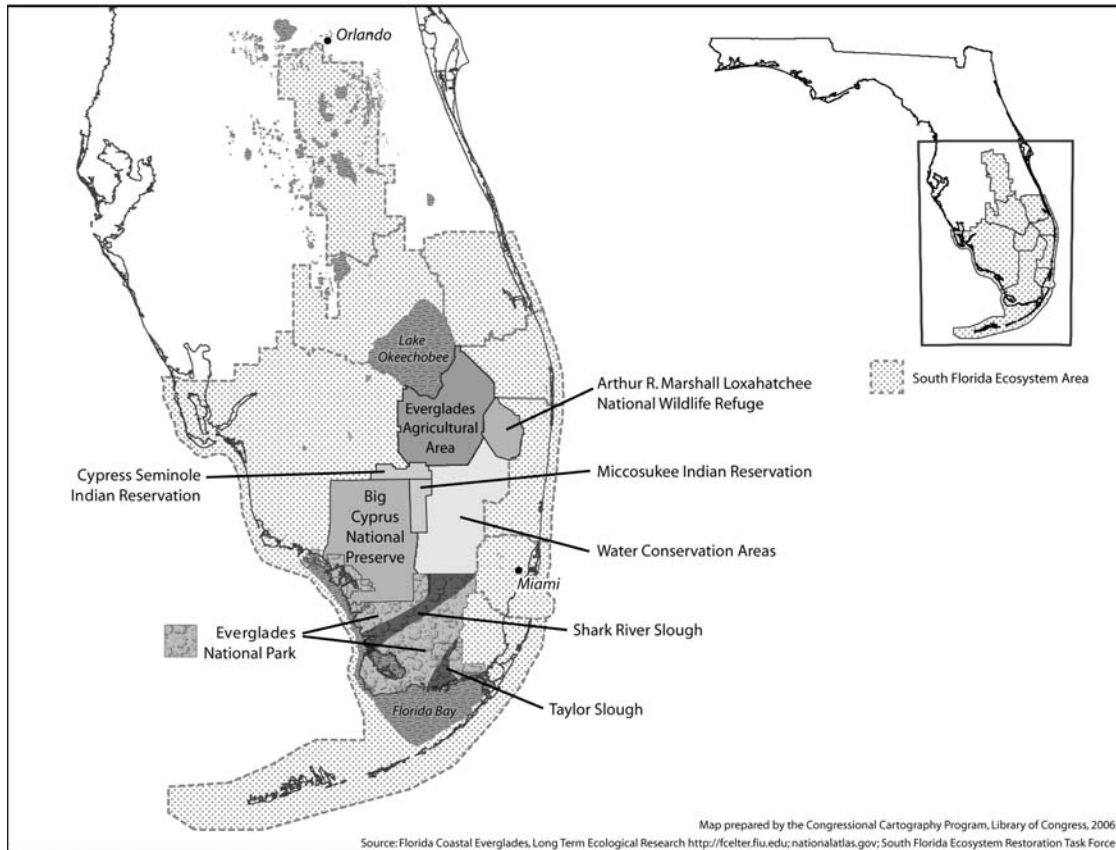 Orlando
Lake
Okeechobee
Everglades
Agricultural
Area
Arthur R. Marshall Loxahatchee
National Wildlife Refuge
South Florida Ecosystem Area
Cypress Seminole
Indian Reservation
Miccosukee Indian Reservation
Big
Cyprus
National
Preserve
Water Conservation Areas
Miami
Everglades
National Park
Shark River Slough
Florida Bay
Taylor Slough
Map prepared by the Congressional Cartography Program, Library of Congress, 2006
Source: Florida Coastal Everglades, Long Term Ecological Research http://fcelter.fiu.edu; nationalatlas.gov; South Florida Ecosystem Restoration Task Force